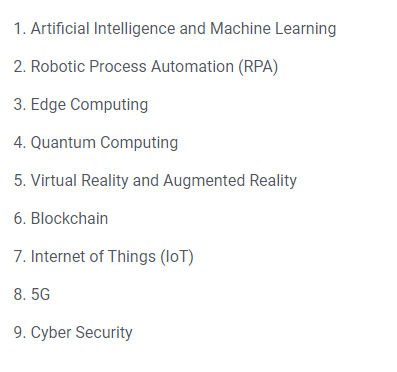 1. Artificial Intelligence and Machine Learning
2. Robotic Process Automation (RPA)
3. Edge Computing
4. Quantum Computing
5. Virtual Reality and Augmented Reality
6. Blockchain
7. Internet of Things (IoT)
8. 5G
9. Cyber Security